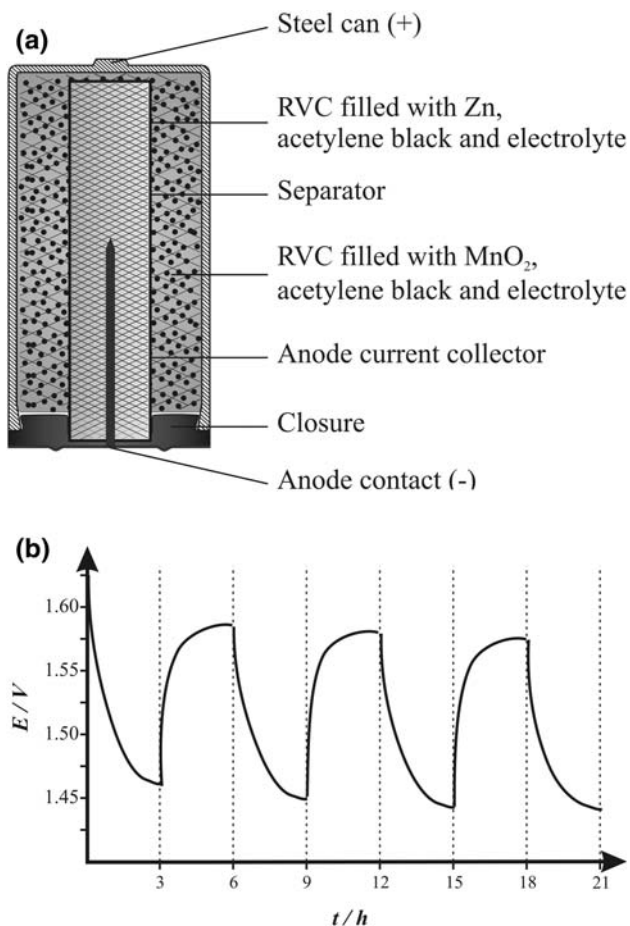 (a)
Steel can (+)
RVC filled with Zn,
acetylene black and electrolyte
Separator
RVC filled with MnO₂,
acetylene black and electrolyte
Anode current collector
Closure
Anode contact (-)
(b)
1.60
1.55
1.50
1.45
E / V
3 6 9 12 15 18 21
t / h